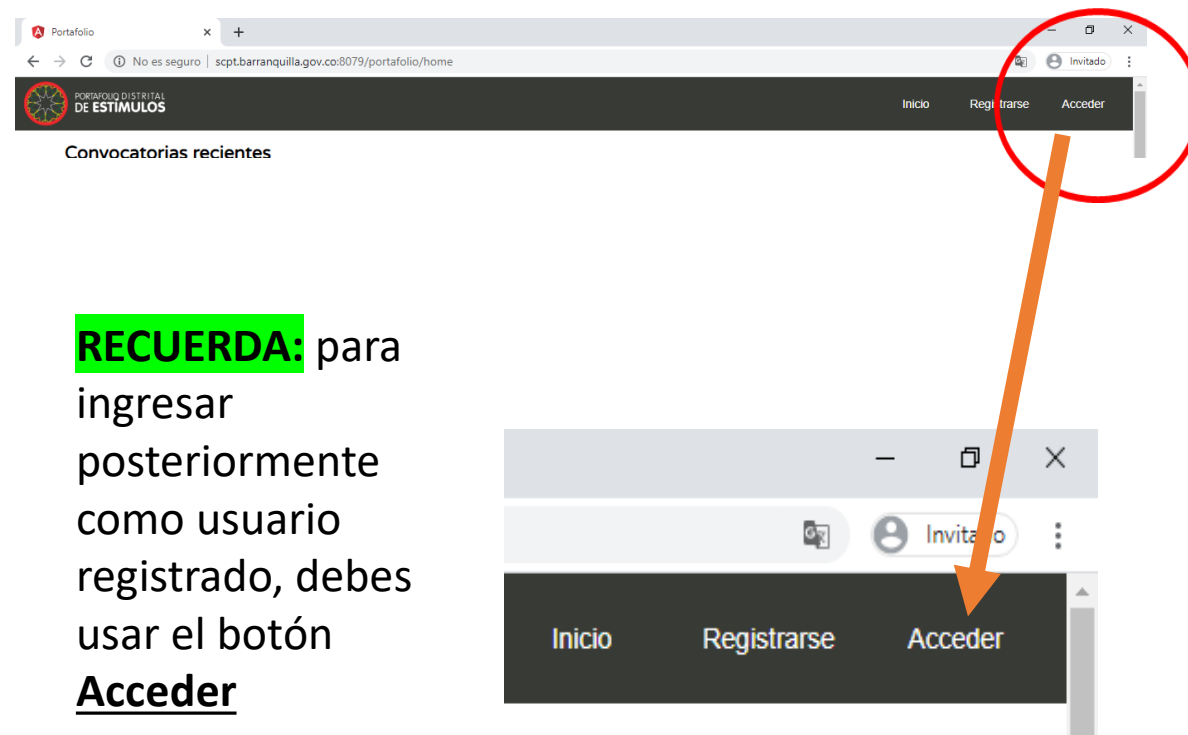 Portafolio
No es seguro | scpt.barranquilla.gov.co:8079/portafolio/home
Invitado
PORTAFOLIO DISTRITAL
DE ESTÍMULOS
Inicio Registrarse Acceder
Convocatorias recientes
RECUERDA: para
ingresar
posteriormente
como usuario
registrado, debes
usar el botón
Acceder
Invitado
Inicio Registrarse Acceder